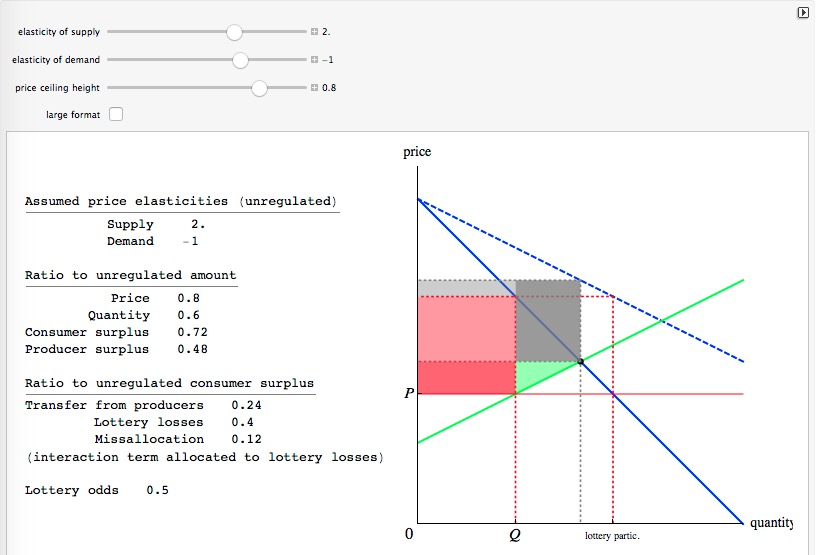 elasticity of supply 2.
elasticity of demand -1
price ceiling height 0.8
large format
Assumed price elasticities (unregulated)
Supply 2.
Demand -1
Ratio to unregulated amount
Price 0.8
Quantity 0.6
Consumer surplus 0.72
Producer surplus 0.48
Ratio to unregulated consumer surplus
Transfer from producers 0.24
Lottery losses 0.4
Missallocation 0.12
(interaction term allocated to lottery losses)
Lottery odds 0.5
price
P
quantity
0 Q lottery partic.